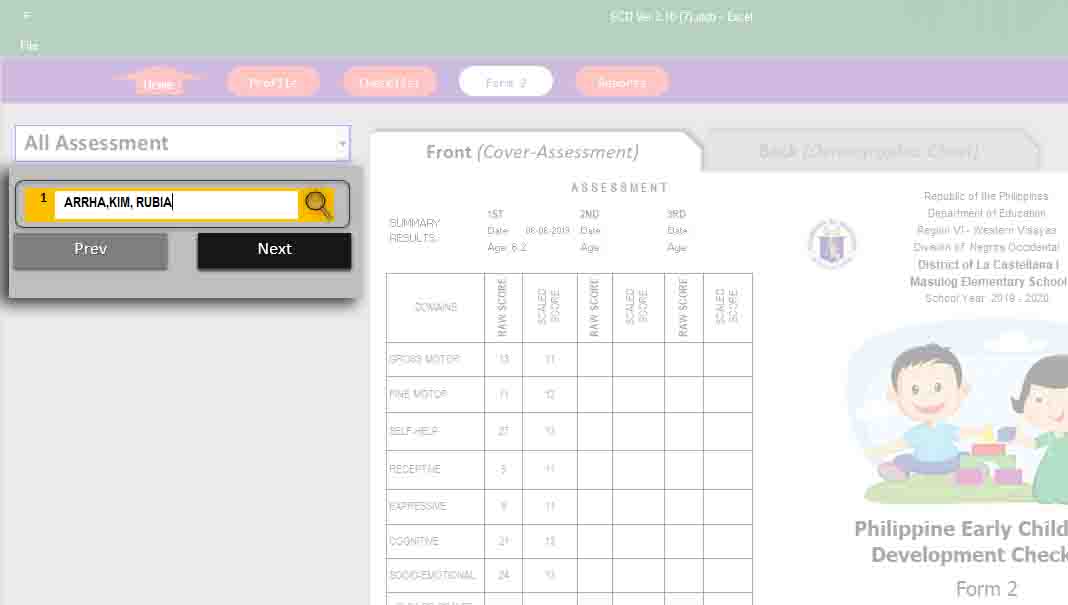 SCD Ver 2.10 (7).xlsb - Excel
File
Home Profile Checklist Form 2 Reports
All Assessment
1 ARRHA,KIM, RUBIA
Prev Next
Front (Cover-Assessment)
Back (Demographic Chart)
ASSESSMENT
SUMMARY
RESULTS:
1ST 2ND 3RD
Date: 08-08-2019 Date: Date:
Age: 6.2 Age: Age:
DOMAINS RAW SCORE SCALED SCORE RAW SCORE SCALED SCORE RAW SCORE SCALED SCORE
GROSS MOTOR 13 11
FINE MOTOR 11 12
SELF-HELP 27 10
RECEPTIVE 5 11
EXPRESSIVE 8 11
COGNITIVE 21 13
SOCIO-EMOTIONAL 24 10
Republic of the Philippines
Department of Education
Region VI - Western Visayas
Division of Negros Occidental
District of La Castellana I
Masulog Elementary School
School Year 2019 - 2020
Philippine Early Child
Development Check
Form 2